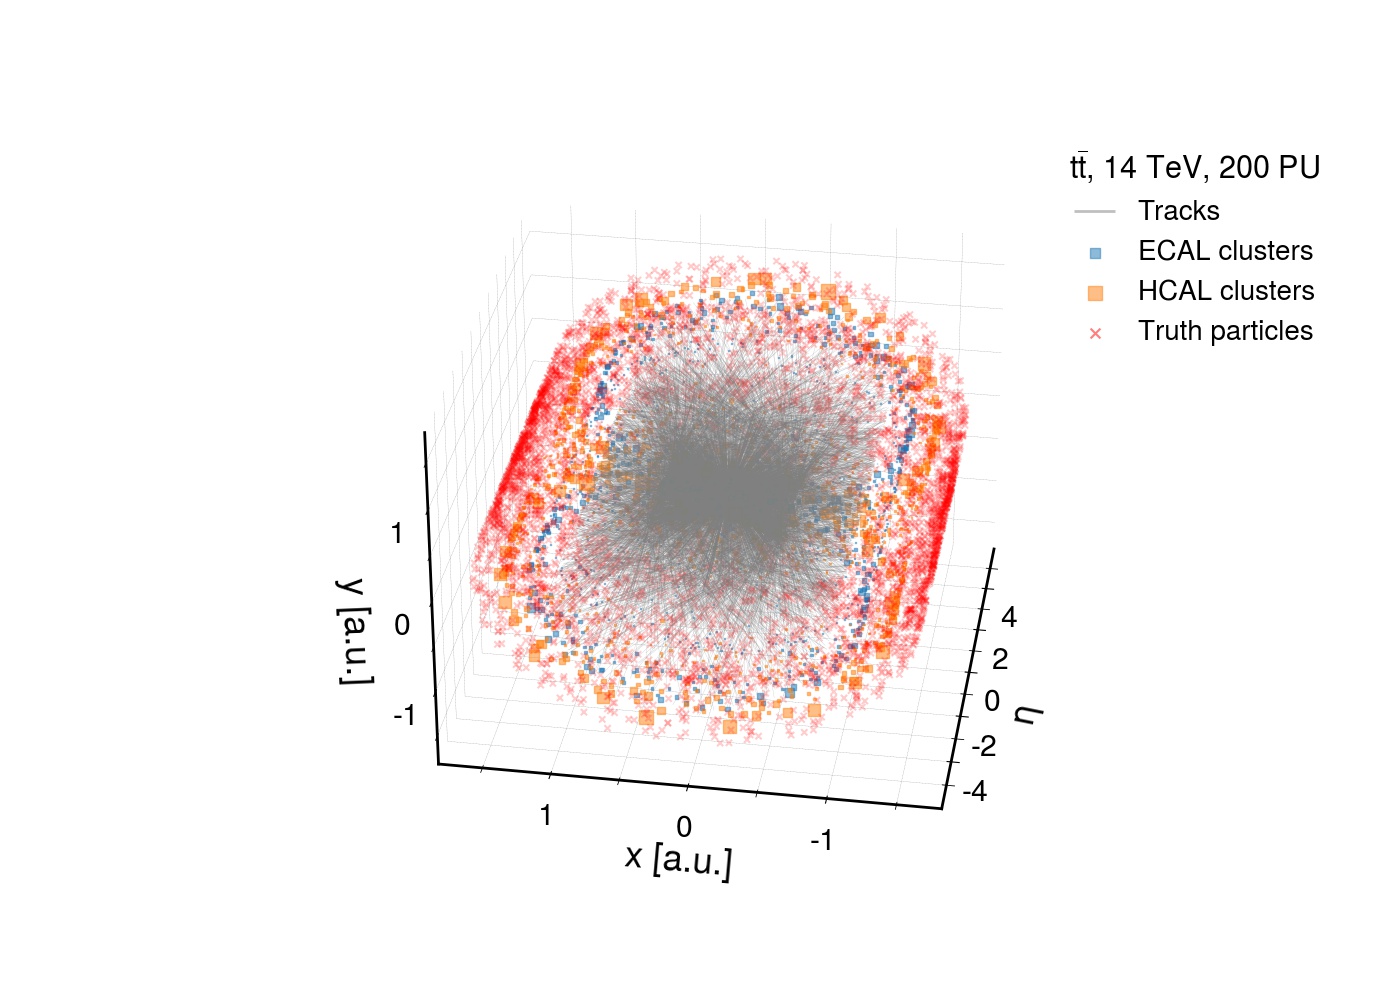 tt̄, 14 TeV, 200 PU
Tracks
ECAL clusters
HCAL clusters
Truth particles
1
0
-1
y [a.u.]
1
0
-1
x [a.u.]
4
2
0
-2
-4
η